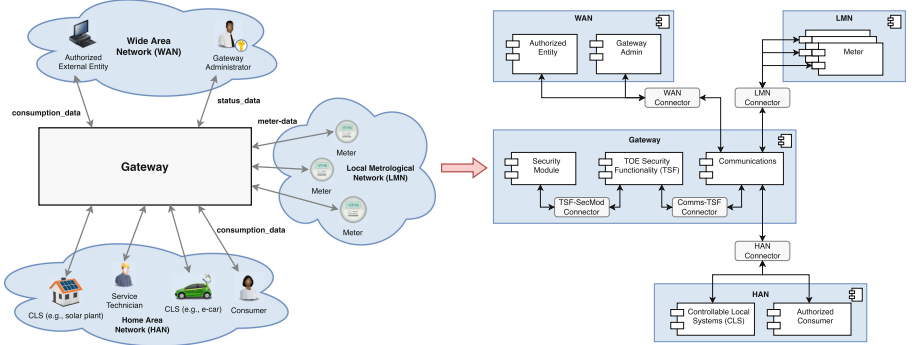 Wide Area
Network (WAN)
Authorized
External Entity
Gateway
Administrator
consumption_data
status_data
meter-data
Gateway
Meter
Local Metrological
Network (LMN)
Meter
Meter
consumption_data
CLS (e.g., solar plant)
Service
Technician
CLS (e.g., e-car)
Consumer
Home Area
Network (HAN)
WAN
Authorized
Entity
Gateway
Admin
LMN
Meter
WAN
Connector
LMN
Connector
Gateway
Security
Module
TOE Security
Functionality (TSF)
Communications
TSF-SecMod
Connector
Comms-TSF
Connector
HAN
Connector
HAN
Controllable Local
Systems (CLS)
Authorized
Consumer